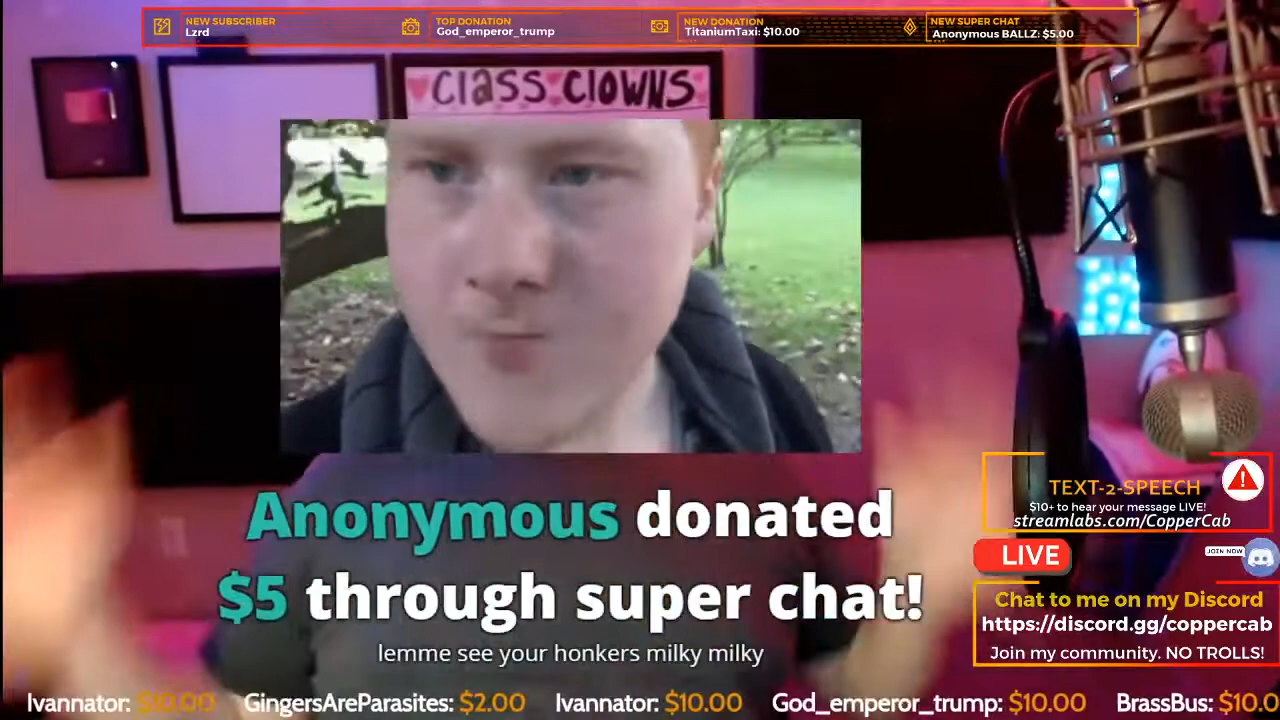 NEW SUBSCRIBER
Lzrd
TOP DONATION
God_emperor_trump
NEW DONATION
TitaniumTaxi: $10.00
NEW SUPER CHAT
Anonymous BALLZ: $5.00
CLaSS CLOWNS
Anonymous donated
$5 through super chat!
lemme see your honkers milky milky
TEXT-2-SPEECH
$10+ to hear your message LIVE!
streamlabs.com/CopperCab
LIVE
JOIN NOW
Chat to me on my Discord
https://discord.gg/coppercab
Join my community. NO TROLLS!
Ivannator: $10.00 GingersAreParasites: $2.00 Ivannator: $10.00 God_emperor_trump: $10.00 BrassBus: $10.0